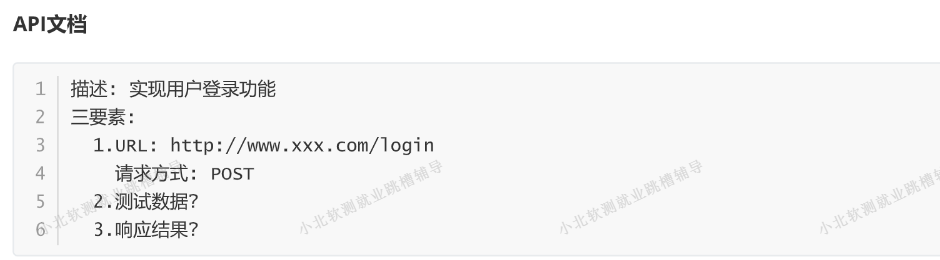 API文档
1 描述: 实现用户登录功能
2 三要素:
3 1.URL: http://www.xxx.com/login
4 请求方式: POST
5 2.测试数据?
6 3.响应结果?
小北软测就业跳槽辅导
小北软测就业跳槽辅导
小北软测就业跳槽辅导
小北软测就业跳槽辅导